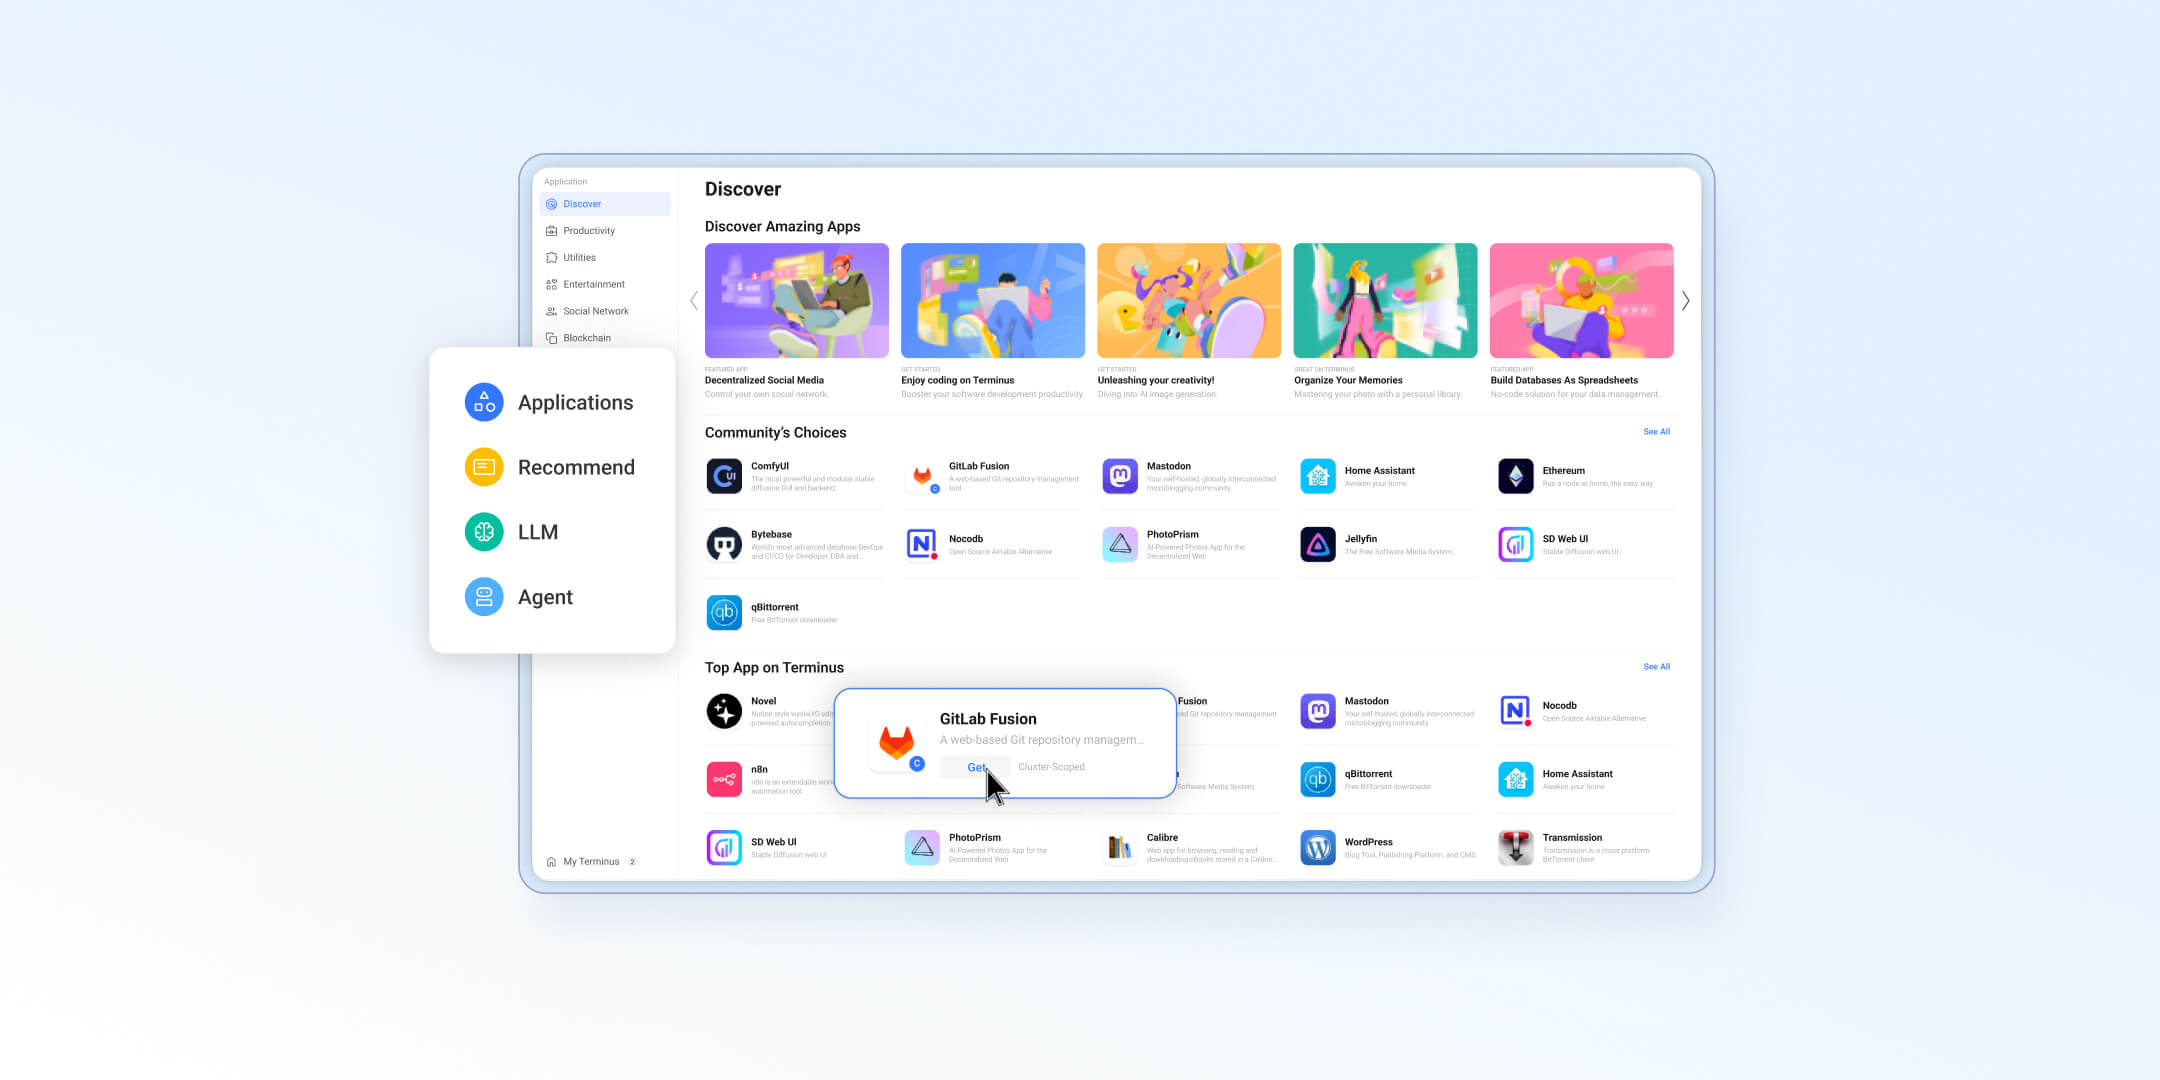 Application
Discover
Productivity
Utilities
Entertainment
Social Network
Blockchain
Applications
Recommend
LLM
Agent
My Terminus 2
Discover
Discover Amazing Apps
FEATURED APP
Decentralized Social Media
Control your own social network.
GET STARTED
Enjoy coding on Terminus
Booster your software development productivity.
GET STARTED
Unleashing your creativity!
Diving into AI image generation.
GREAT ON TERMINUS
Organize Your Memories
Mastering your photo with a personal library.
FEATURED APP
Build Databases As Spreadsheets
No-code solution for your data management.
Community's Choices
See All
ComfyUI
The most powerful and modular stable
diffusion GUI and backend.
GitLab Fusion
A web-based Git repository management
tool.
Mastodon
Your self-hosted, globally interconnected
microblogging community
Home Assistant
Awaken your home
Ethereum
Run a node at home, the easy way
Bytebase
World's most advanced database DevOps
and CI/CD for Developer, DBA and...
Nocodb
Open Source Airtable Alternative
PhotoPrism
AI-Powered Photos App for the
Decentralized Web
Jellyfin
The Free Software Media System
SD Web UI
Stable Diffusion web UI
qBittorrent
Free BitTorrent downloader
Top App on Terminus
See All
Novel
Notion style
powered autocompletion
GitLab Fusion
A web-based Git repository managem...
C
Get
Cluster-Scoped
Fusion
Git repository management
Mastodon
Your self-hosted, globally interconnected
microblogging community
Nocodb
Open Source Airtable Alternative
n8n
n8n is an extendable
automation tool
Software Media System
qBittorrent
Free BitTorrent downloader
Home Assistant
Awaken your home
SD Web UI
Stable Diffusion web UI
PhotoPrism
AI-Powered Photos App for the
Decentralized Web
Calibre
Web app for browsing, reading and
downloading eBooks stored in a Calibre...
WordPress
Blog Tool, Publishing Platform, and CMS
Transmission
Transmission is a cross-platform
BitTorrent client